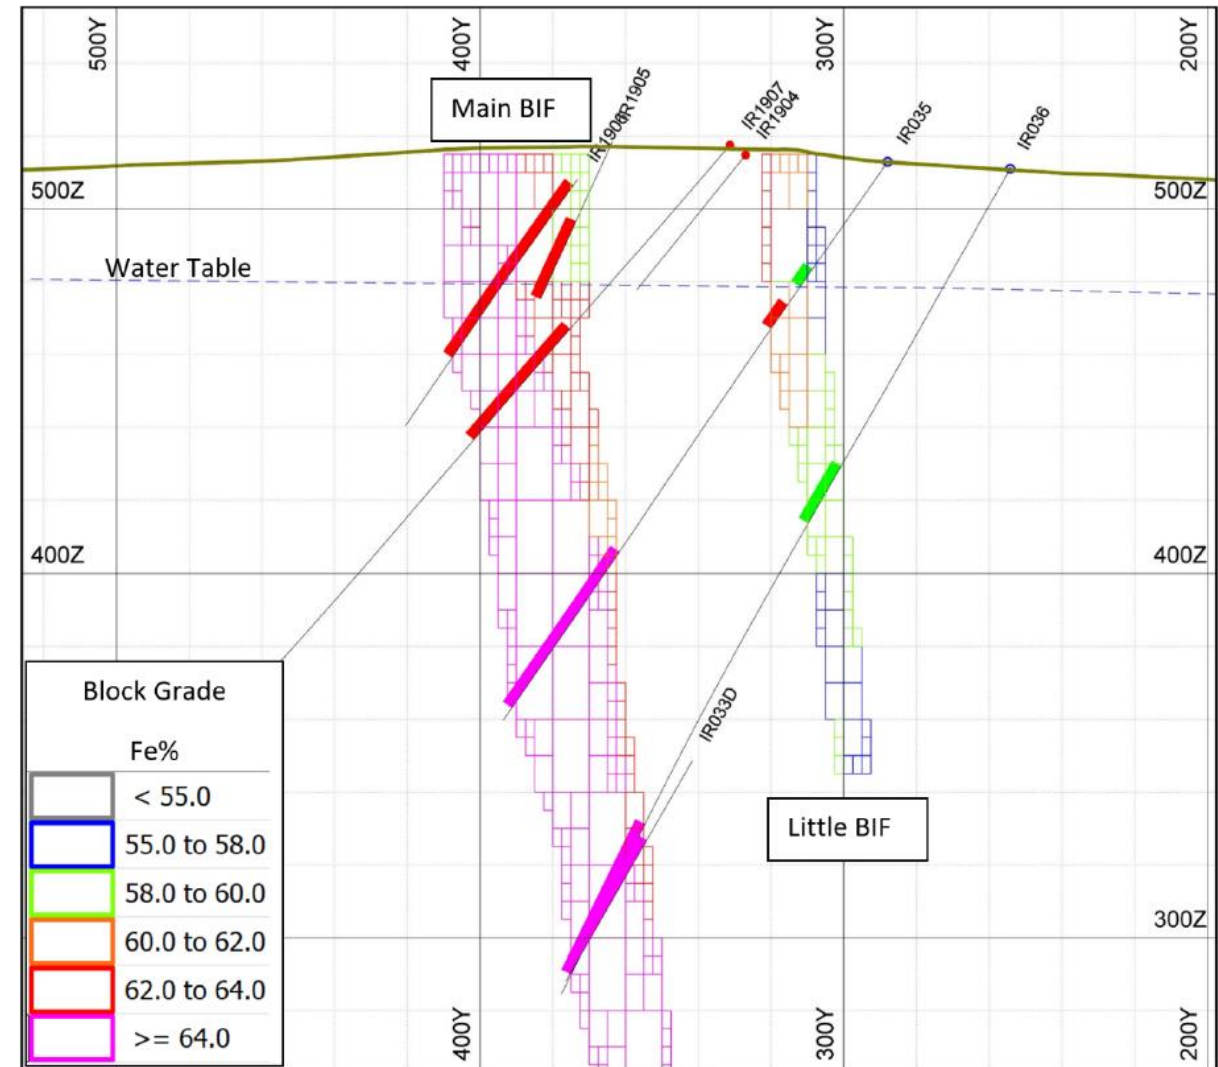 500Y
400Y
300Y
200Y
Main BIF
IR1905
IR1907
IR1904
IR035
IR036
500Z
500Z
Water Table
400Z
400Z
IR033D
Block Grade
Fe%
< 55.0
55.0 to 58.0
58.0 to 60.0
60.0 to 62.0
62.0 to 64.0
>= 64.0
Little BIF
300Z
400Y
300Y
200Y